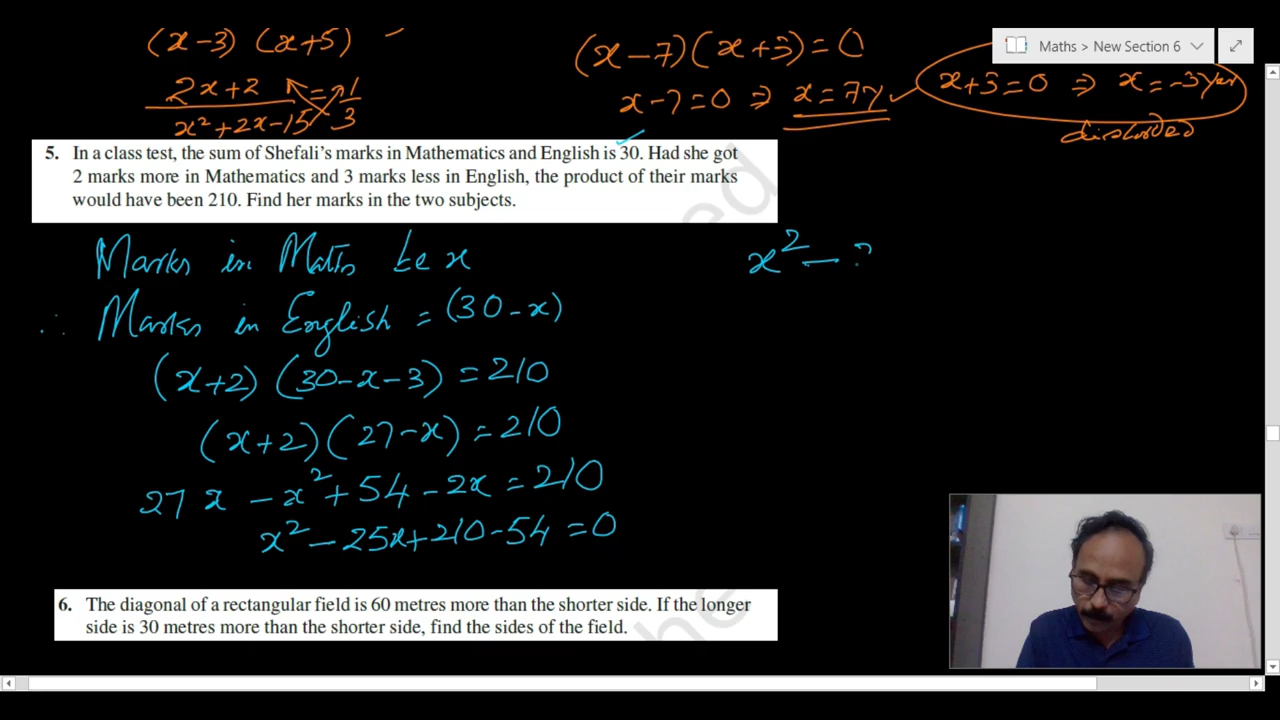 (x-3) (x+5)
2x+2 / x²+2x-15 = 1/3
(x-7)(x+3)=0
x-7=0 ⇒ x=7y
Maths > New Section 6
x+3=0 ⇒ x=-3
discarded
5. In a class test, the sum of Shefali's marks in Mathematics and English is 30. Had she got
2 marks more in Mathematics and 3 marks less in English, the product of their marks
would have been 210. Find her marks in the two subjects.
Marks in Maths be x
∴ Marks in English = (30-x)
(x+2) (30-x-3) = 210
(x+2)(27-x) = 210
27x - x² + 54 - 2x = 210
x² - 25x + 210 - 54 = 0
x² -
6. The diagonal of a rectangular field is 60 metres more than the shorter side. If the longer
side is 30 metres more than the shorter side, find the sides of the field.